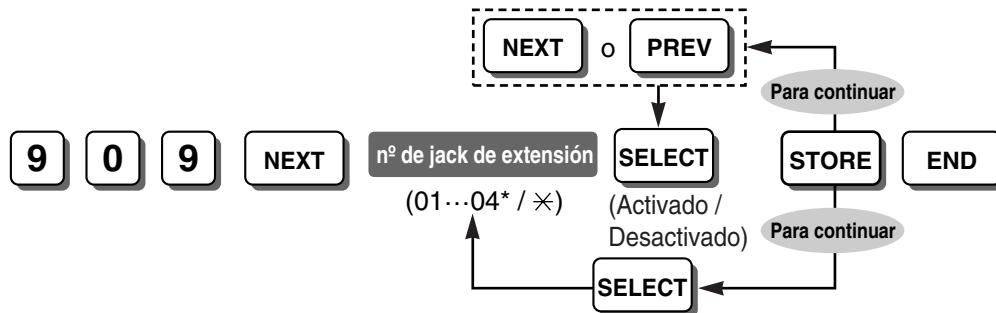 NEXT o PREV
Para continuar
9 0 9 NEXT nº de jack de extensión SELECT STORE END
(01···04* / ✳)
(Activado /
Desactivado)
Para continuar
SELECT